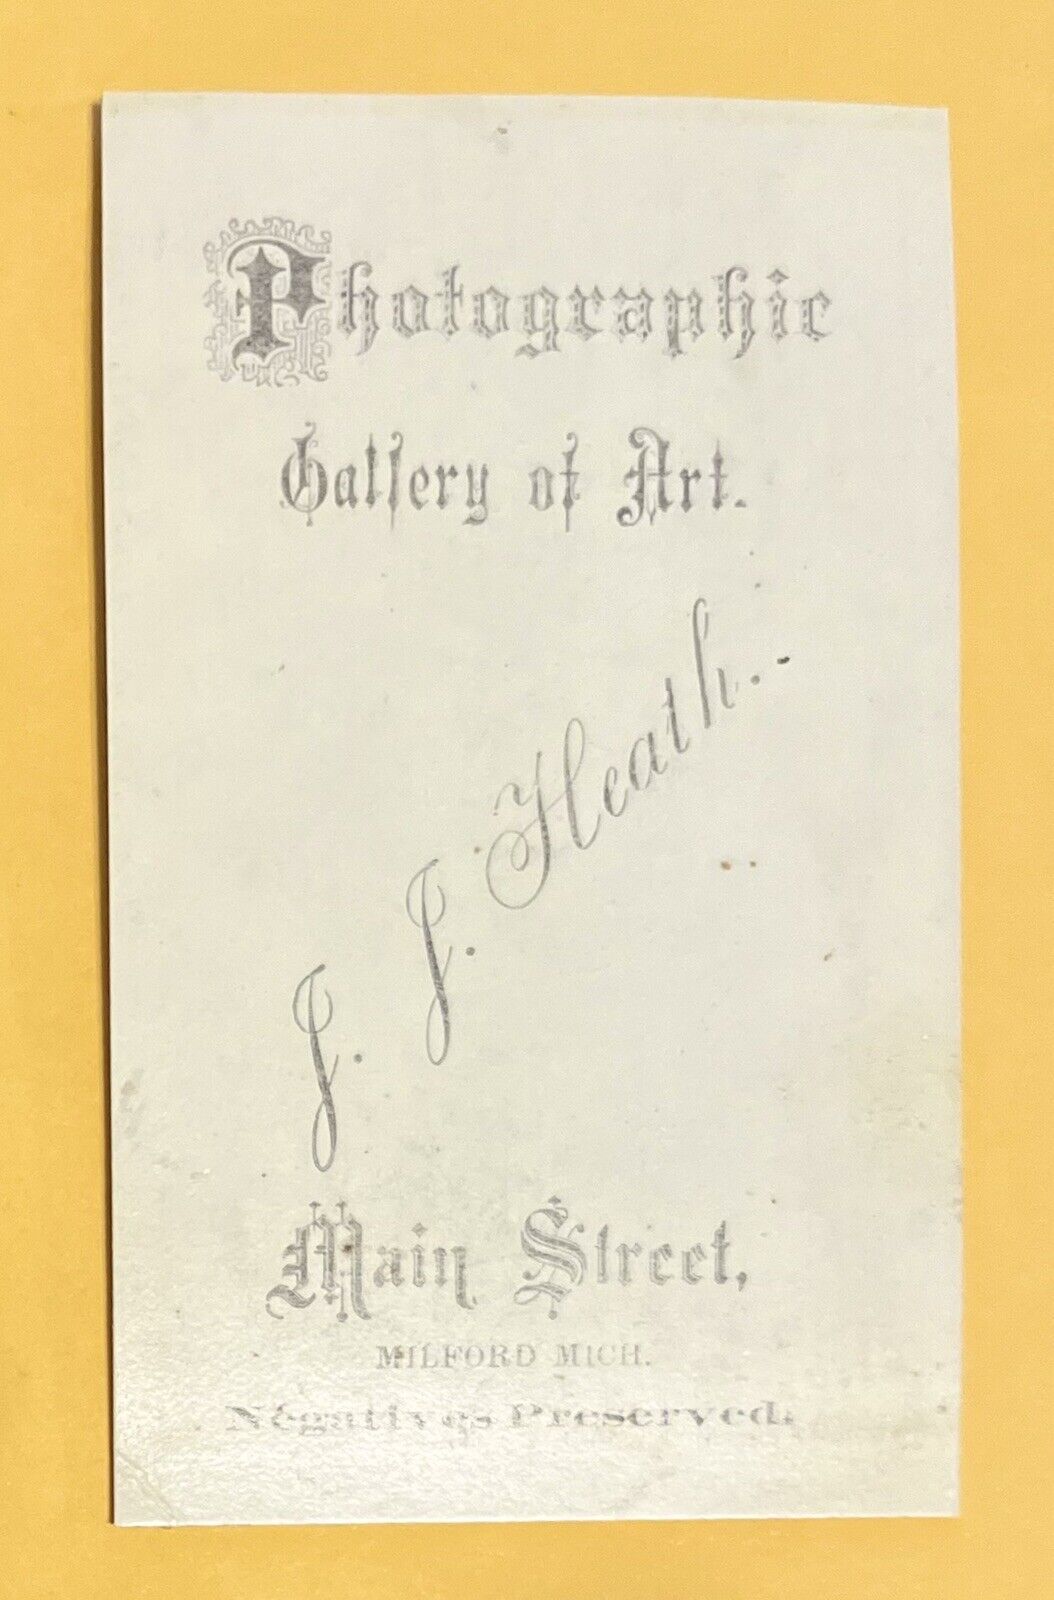 Photographic
Gallery of Art.
J. J. Heath.
Main Street,
MILFORD MICH.
Negatives Preserved.